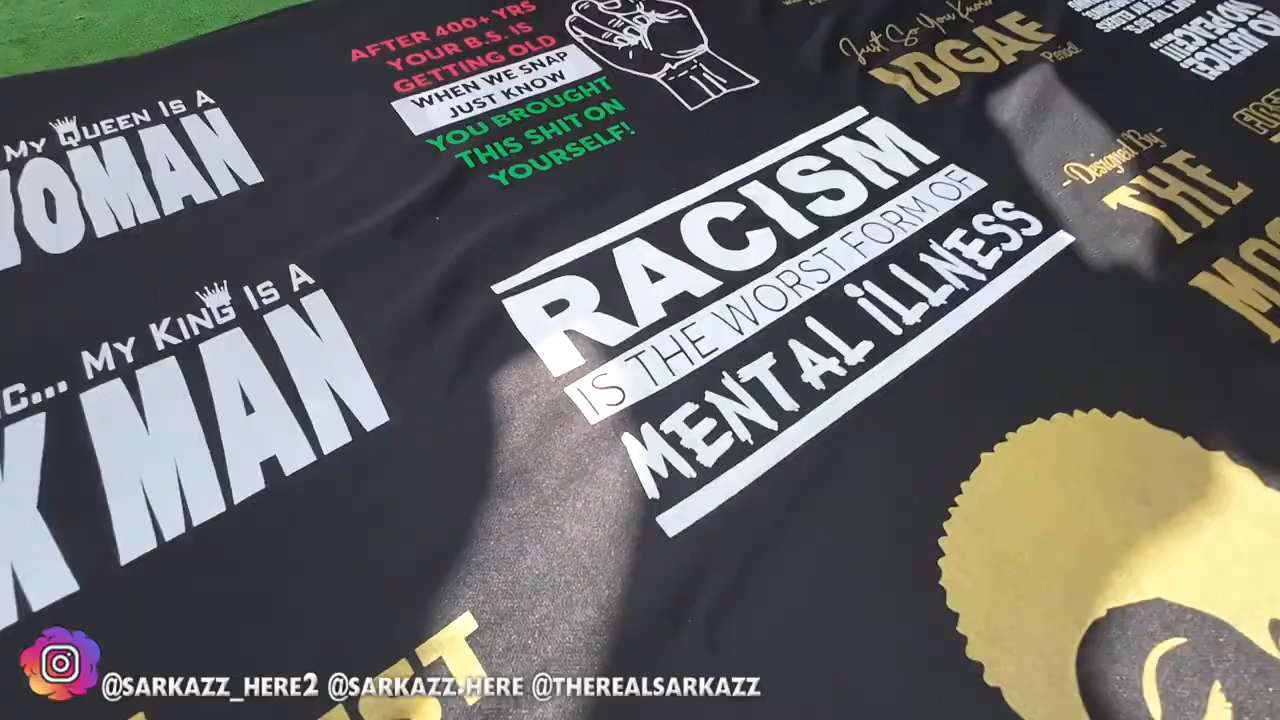 AFTER 400+ YRS
YOUR B.S. IS
GETTING OLD
WHEN WE SNAP
JUST KNOW
YOU BROUGHT
THIS SHIT ON
YOURSELF!
Just So You Know
IDGAF
Period!
MY QUEEN IS A
WOMAN
MY KING IS A
MAN
RACISM
IS THE WORST FORM OF
MENTAL iLLNESS
-Designed By-
THE
@SARKAZZ_HERE2 @SARKAZZ.HERE @THEREALSARKAZZ